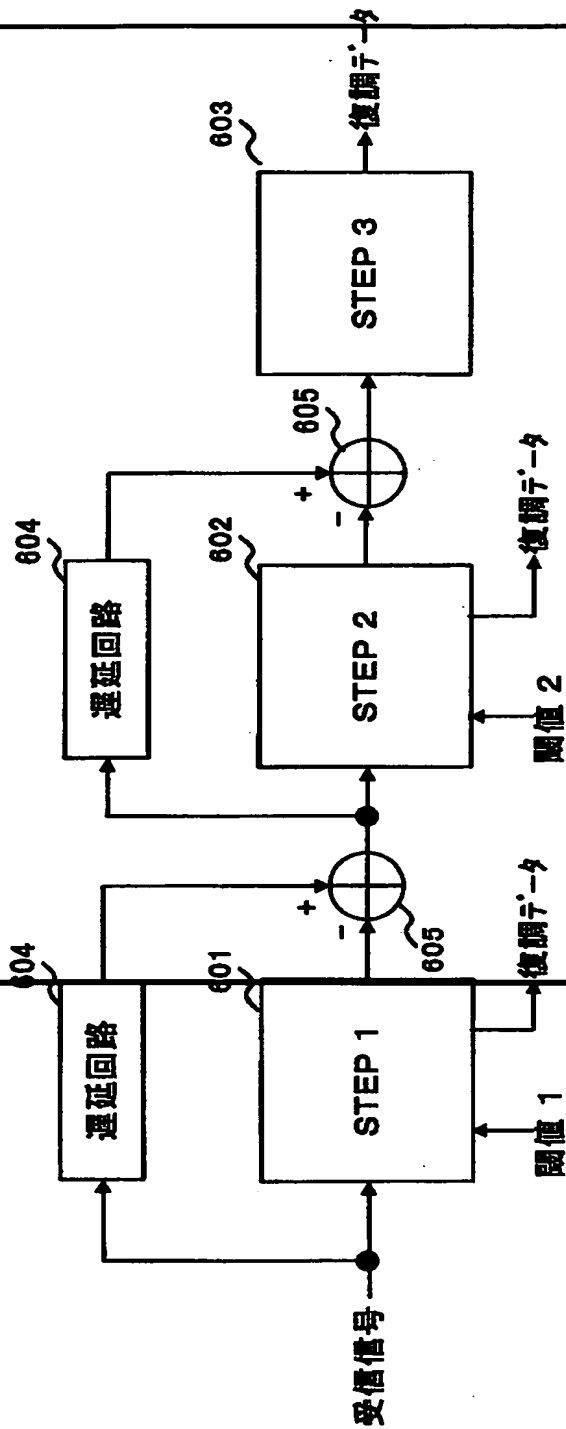 受信信号
遅延回路
604
601
STEP 1
閾値 1
復調データ
+
-
605
遅延回路
604
602
STEP 2
閾値 2
復調データ
+
-
605
603
STEP 3
復調データ